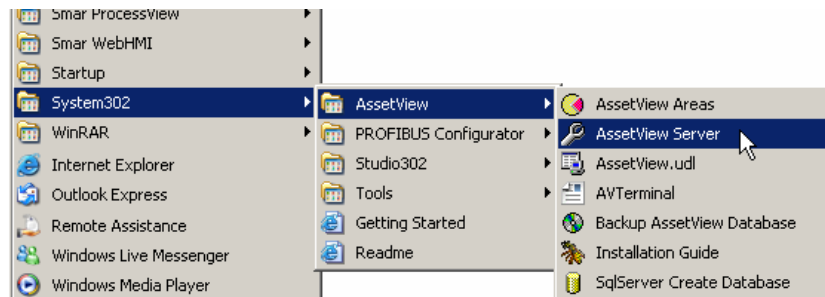 Smar ProcessView
Smar WebHMI
Startup
System302
WinRAR
Internet Explorer
Outlook Express
Remote Assistance
Windows Live Messenger
Windows Media Player
AssetView
PROFIBUS Configurator
Studio302
Tools
Getting Started
Readme
AssetView Areas
AssetView Server
AssetView.udl
AVTerminal
Backup AssetView Database
Installation Guide
SqlServer Create Database